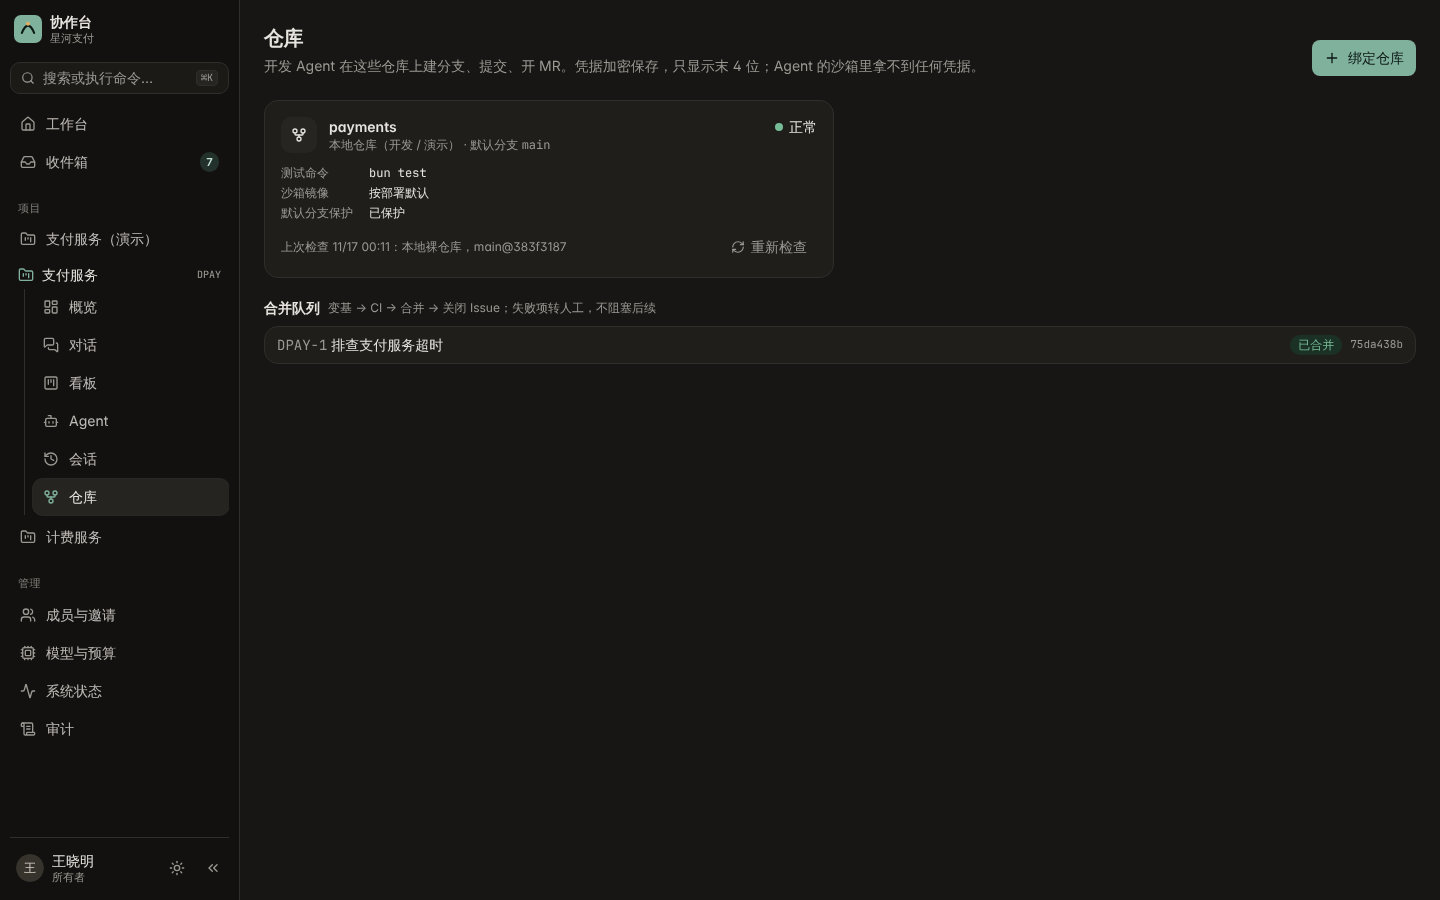 协作台
星河支付
搜索或执行命令... ⌘K
工作台
收件箱 7
项目
支付服务（演示）
支付服务 DPAY
概览
对话
看板
Agent
会话
仓库
计费服务
管理
成员与邀请
模型与预算
系统状态
审计
王 王晓明
所有者
仓库
开发 Agent 在这些仓库上建分支、提交、开 MR。凭据加密保存，只显示末 4 位；Agent 的沙箱里拿不到任何凭据。
绑定仓库
payments 正常
本地仓库（开发 / 演示） · 默认分支 main
测试命令 bun test
沙箱镜像 按部署默认
默认分支保护 已保护
上次检查 11/17 00:11：本地裸仓库，main@383f3187 重新检查
合并队列 变基 → CI → 合并 → 关闭 Issue；失败项转人工，不阻塞后续
DPAY-1 排查支付服务超时 已合并 75da438b